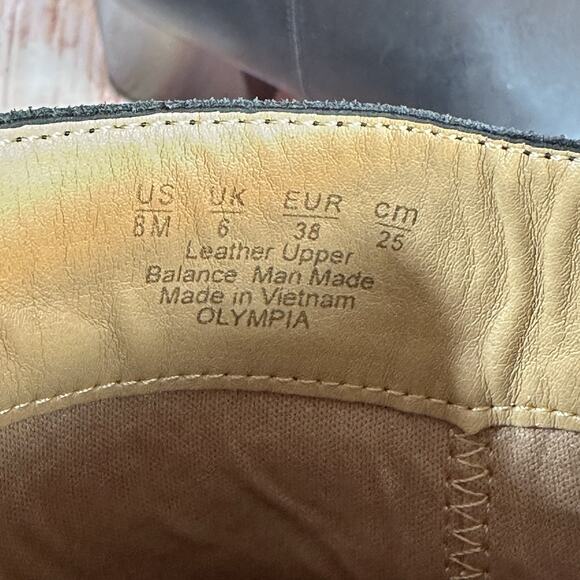 US UK EUR cm
8M 6 38 25
Leather Upper
Balance Man Made
Made in Vietnam
OLYMPIA